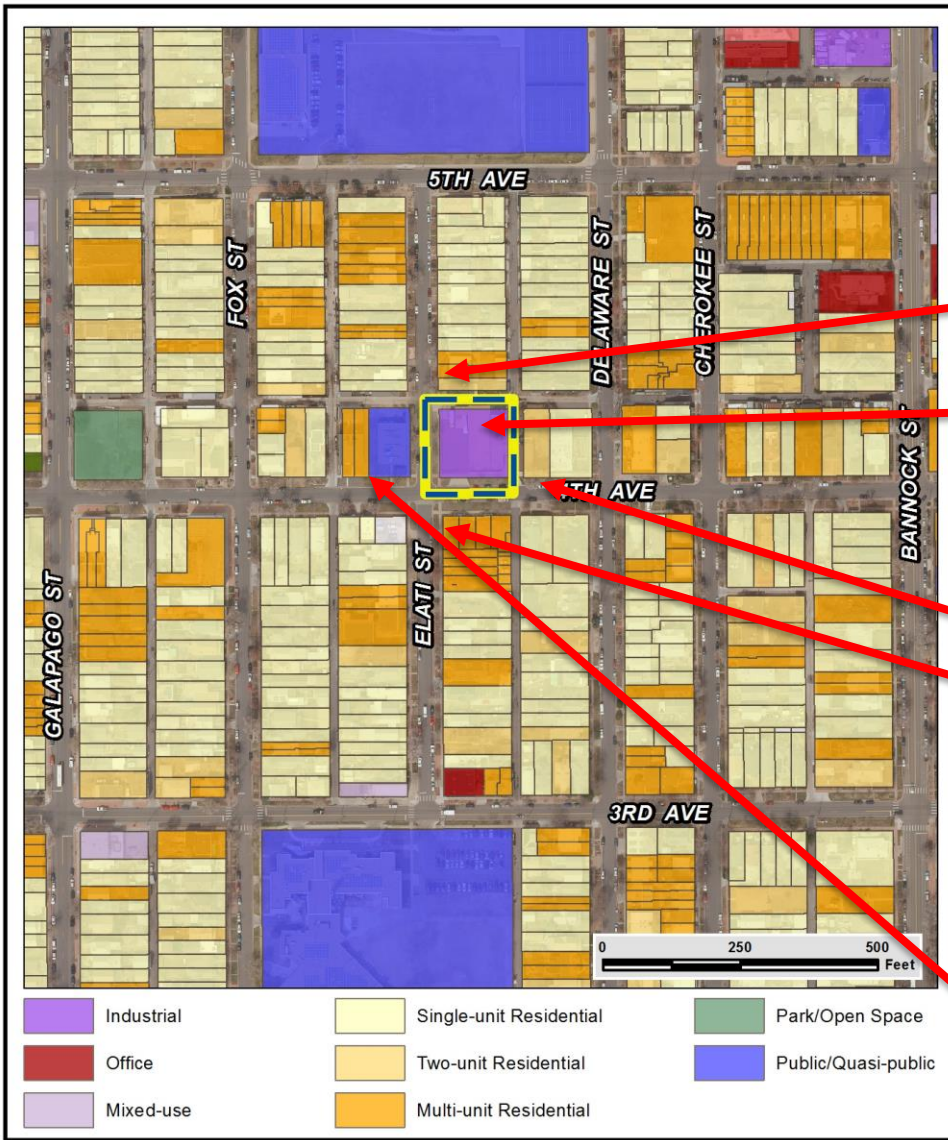 5TH AVE
FOX ST
DELAWARE ST
CHEROKEE ST
BANNOCK ST
4TH AVE
ELATI ST
GALAPAGO ST
3RD AVE
0 250 500
Feet
Industrial
Single-unit Residential
Park/Open Space
Office
Two-unit Residential
Public/Quasi-public
Mixed-use
Multi-unit Residential